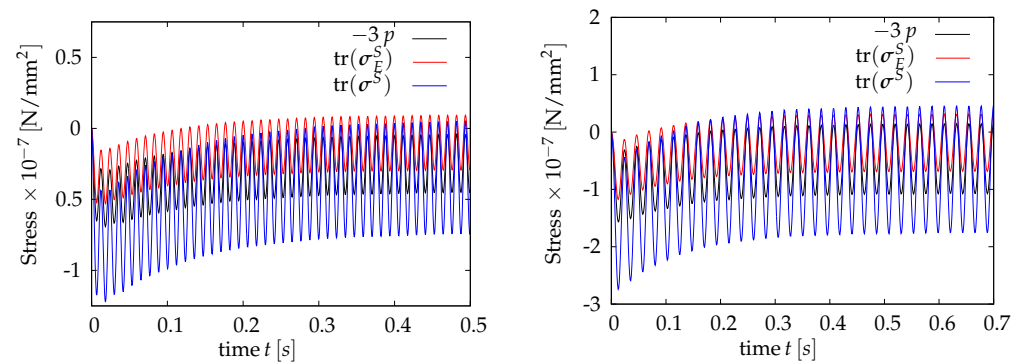 −3 p
tr(σ_E^S)
tr(σ^S)
Stress × 10^−7 [N/mm^2]
0.5
0
0.5
-1
0 0.1 0.2 0.3 0.4 0.5
time t [s]
−3 p
tr(σ_E^S)
tr(σ^S)
Stress × 10^−7 [N/mm^2]
2
1
0
-1
-2
-3
0 0.1 0.2 0.3 0.4 0.5 0.6 0.7
time t [s]